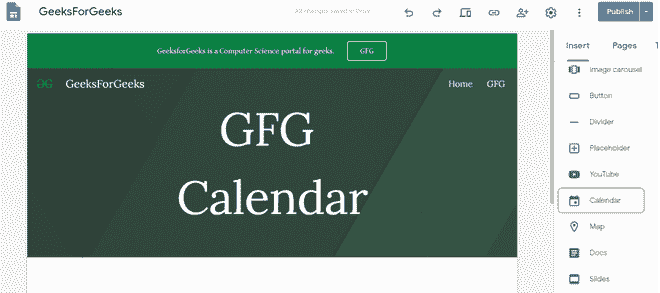 GeeksForGeeks
All changes saved in Drive
Publish
GeeksforGeeks is a Computer Science portal for geeks.
GFG
GeeksForGeeks
Home
GFG
GFG
Calendar
Insert
Pages
T
Image carousel
Button
Divider
Placeholder
YouTube
Calendar
Map
Docs
Slides